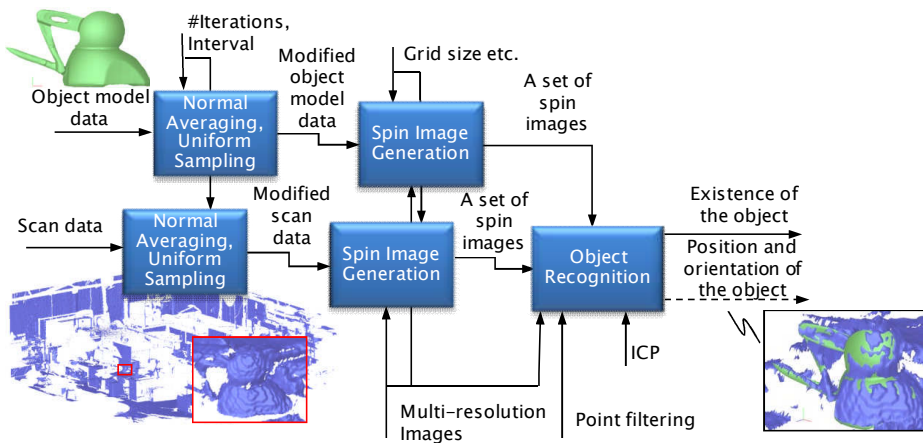 #Iterations,
Interval
Object model
data
Normal
Averaging,
Uniform
Sampling
Modified
object
model
data
Grid size etc.
Spin Image
Generation
A set of
spin
images
Scan data
Normal
Averaging,
Uniform
Sampling
Modified
scan
data
Spin Image
Generation
A set of
spin
images
Object
Recognition
Existence of
the object
Position and
orientation of
the object
ICP
Multi-resolution
Images
Point filtering